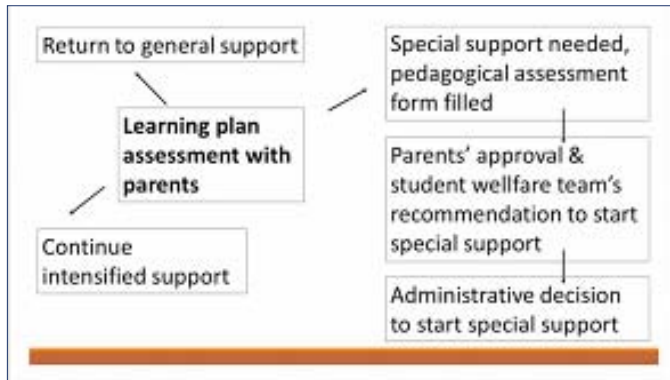 Return to general support
Learning plan
assessment with
parents
Continue
intensified support
Special support needed,
pedagogical assessment
form filled
Parents' approval &
student wellfare team's
recommendation to start
special support
Administrative decision
to start special support